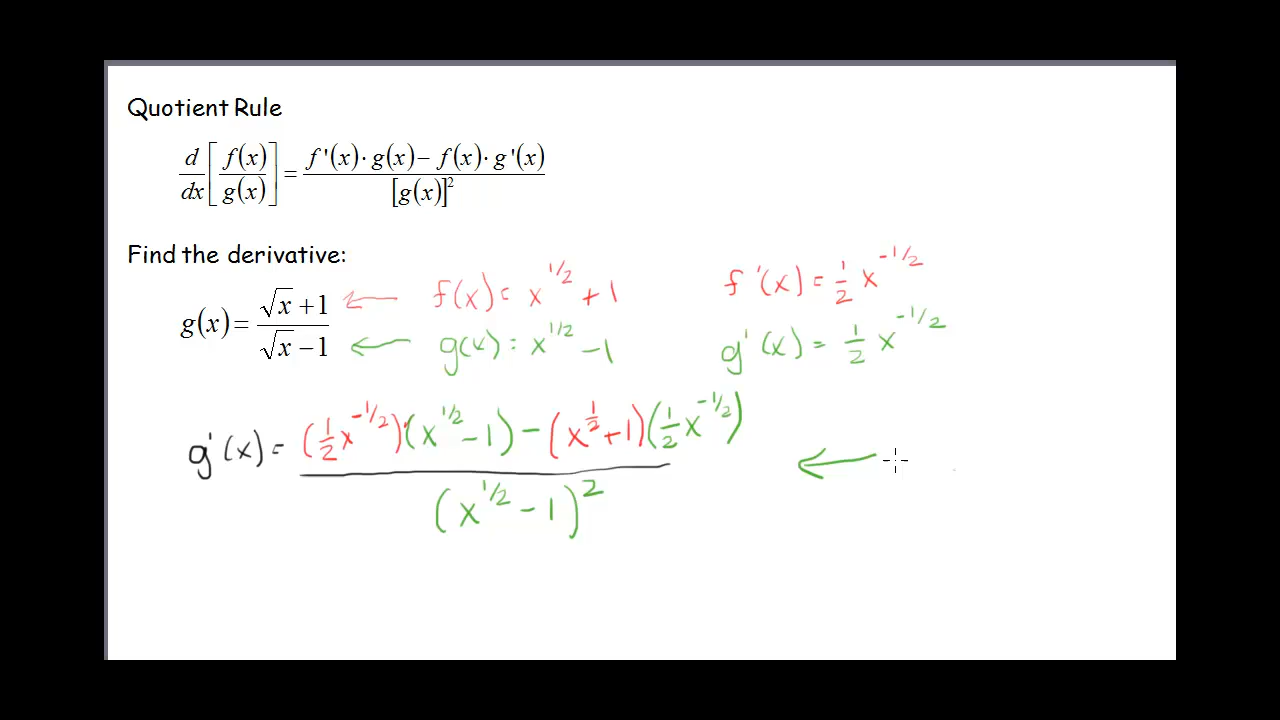 Quotient Rule
d/dx [ f(x) / g(x) ] = ( f'(x)·g(x) − f(x)·g'(x) ) / [g(x)]²
Find the derivative:
g(x) = (√x + 1) / (√x − 1)
← f(x) = x^{1/2} + 1
f'(x) = 1/2 x^{-1/2}
← g(x) = x^{1/2} − 1
g'(x) = 1/2 x^{-1/2}
g'(x) = ( (1/2 x^{-1/2})·(x^{1/2} − 1) − (x^{1/2} + 1)(1/2 x^{-1/2}) ) / (x^{1/2} − 1)² ←